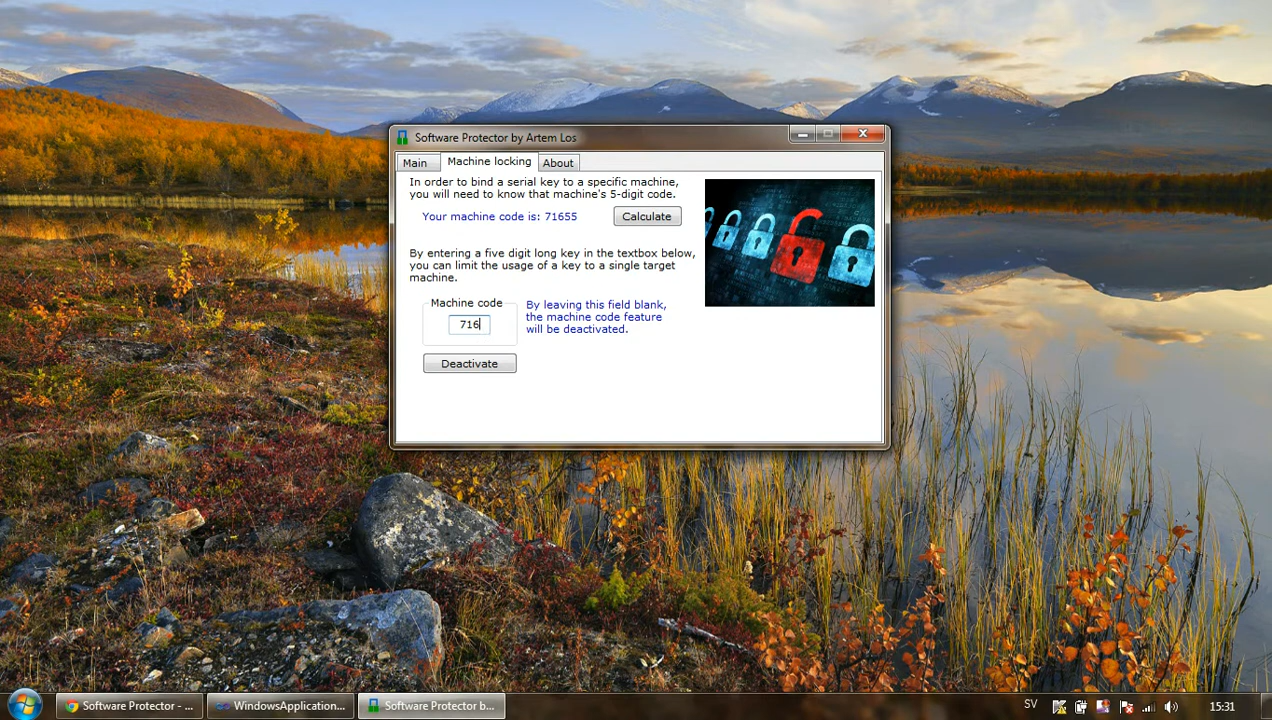 Software Protector by Artem Los
Main
Machine locking
About
In order to bind a serial key to a specific machine,
you will need to know that machine's 5-digit code.
Your machine code is: 71655
Calculate
By entering a five digit long key in the textbox below,
you can limit the usage of a key to a single target
machine.
Machine code
716
By leaving this field blank,
the machine code feature
will be deactivated.
Deactivate
Software Protector - ...
WindowsApplication...
Software Protector b...
SV
15:31